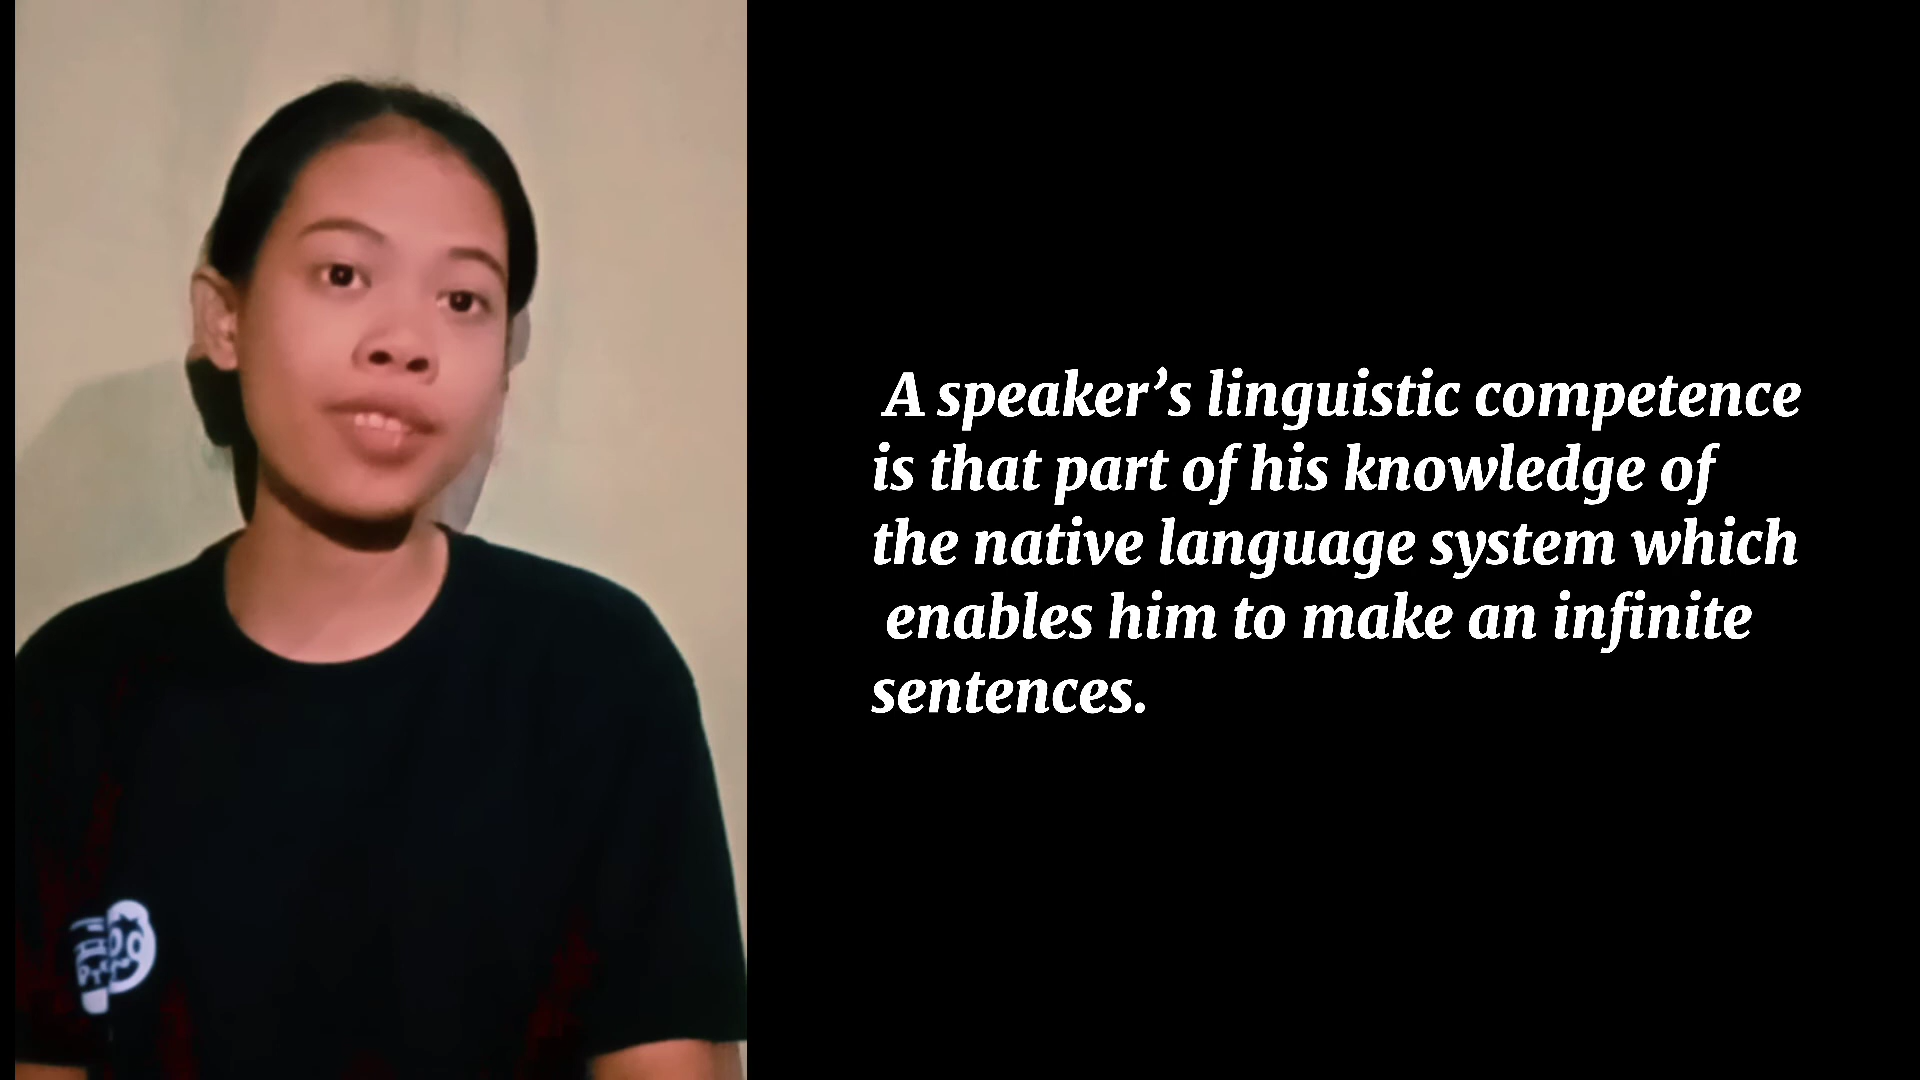 A speaker’s linguistic competence
is that part of his knowledge of
the native language system which
enables him to make an infinite
sentences.